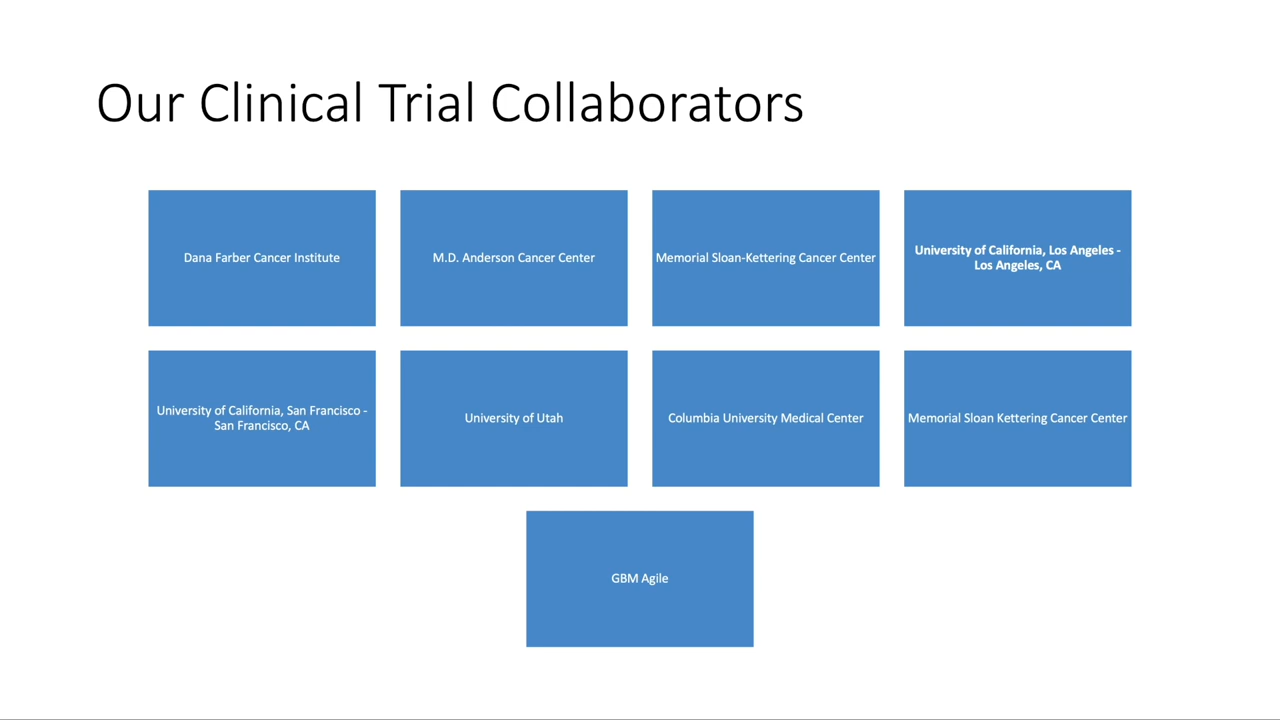 Our Clinical Trial Collaborators
Dana Farber Cancer Institute
M.D. Anderson Cancer Center
Memorial Sloan-Kettering Cancer Center
University of California, Los Angeles -
Los Angeles, CA
University of California, San Francisco -
San Francisco, CA
University of Utah
Columbia University Medical Center
Memorial Sloan Kettering Cancer Center
GBM Agile